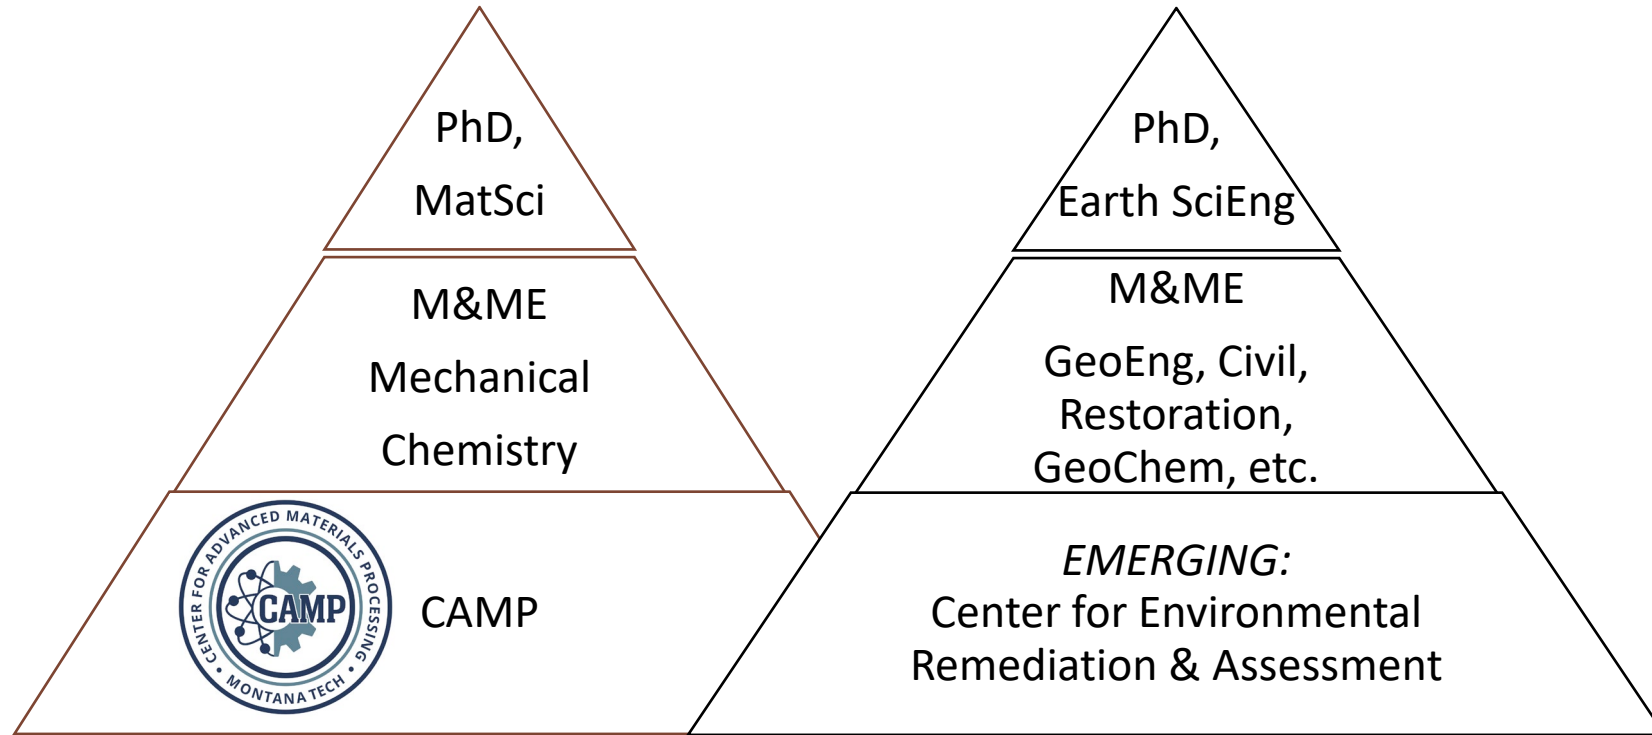 PhD,
MatSci
M&ME
Mechanical
Chemistry
CENTER FOR ADVANCED MATERIALS PROCESSING
CAMP
• MONTANA TECH •
CAMP
PhD,
Earth SciEng
M&ME
GeoEng, Civil,
Restoration,
GeoChem, etc.
EMERGING:
Center for Environmental
Remediation & Assessment